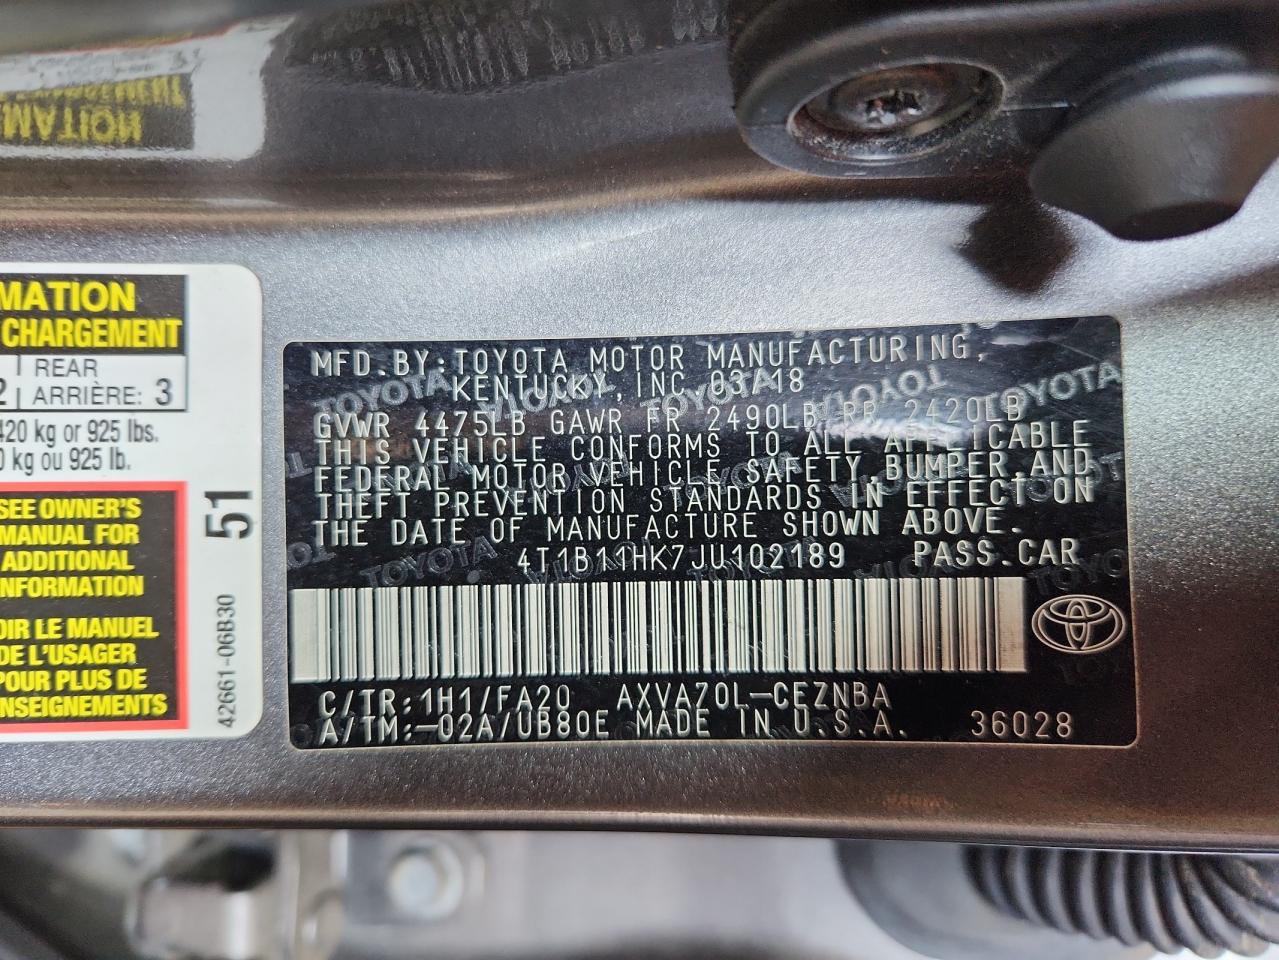 MATION
CHARGEMENT
2 REAR
ARRIÈRE: 3
420 kg or 925 lbs.
0 kg ou 925 lb.
SEE OWNER'S
MANUAL FOR
ADDITIONAL
INFORMATION
OIR LE MANUEL
DE L'USAGER
POUR PLUS DE
NSEIGNEMENTS
51
42661-06B30
MFD.BY:TOYOTA MOTOR MANUFACTURING,
KENTUCKY,INC 03/18
GVWR 4475LB GAWR FR 2490LB RR 2420LB
THIS VEHICLE CONFORMS TO ALL APPLICABLE
FEDERAL MOTOR VEHICLE SAFETY,BUMPER,AND
THEFT PREVENTION STANDARDS IN EFFECT ON
THE DATE OF MANUFACTURE SHOWN ABOVE.
4T1B11HK7JU102189 PASS.CAR
C/TR:1H1/FA20 AXVA70L-CEZNBA
A/TM:-02A/UB80E MADE IN U.S.A. 36028